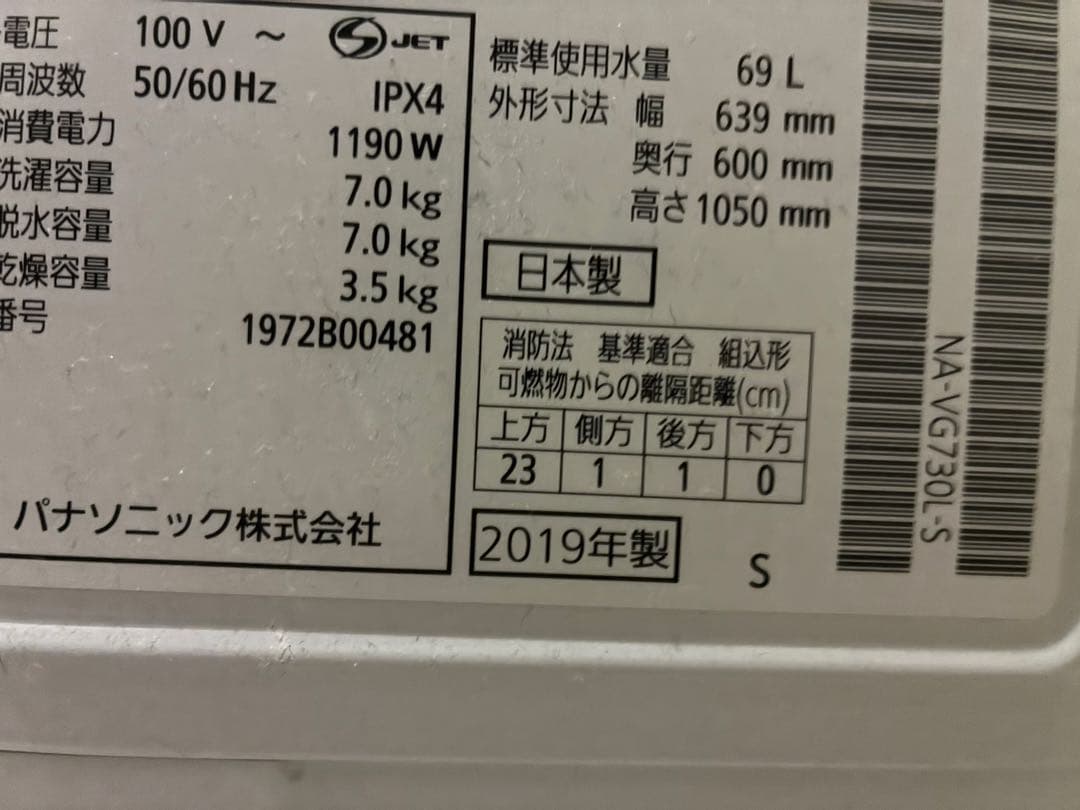 電圧 100 V ～ S JET
周波数 50/60 Hz IPX4
消費電力 1190 W
洗濯容量 7.0 kg
脱水容量 7.0 kg
乾燥容量 3.5 kg
番号 1972B00481
パナソニック株式会社
標準使用水量 69 L
外形寸法 幅 639 mm
奥行 600 mm
高さ 1050 mm
日本製
消防法 基準適合 組込形
可燃物からの離隔距離(cm)
上方 側方 後方 下方
23 1 1 0
2019年製 S
NA-VG730L-S